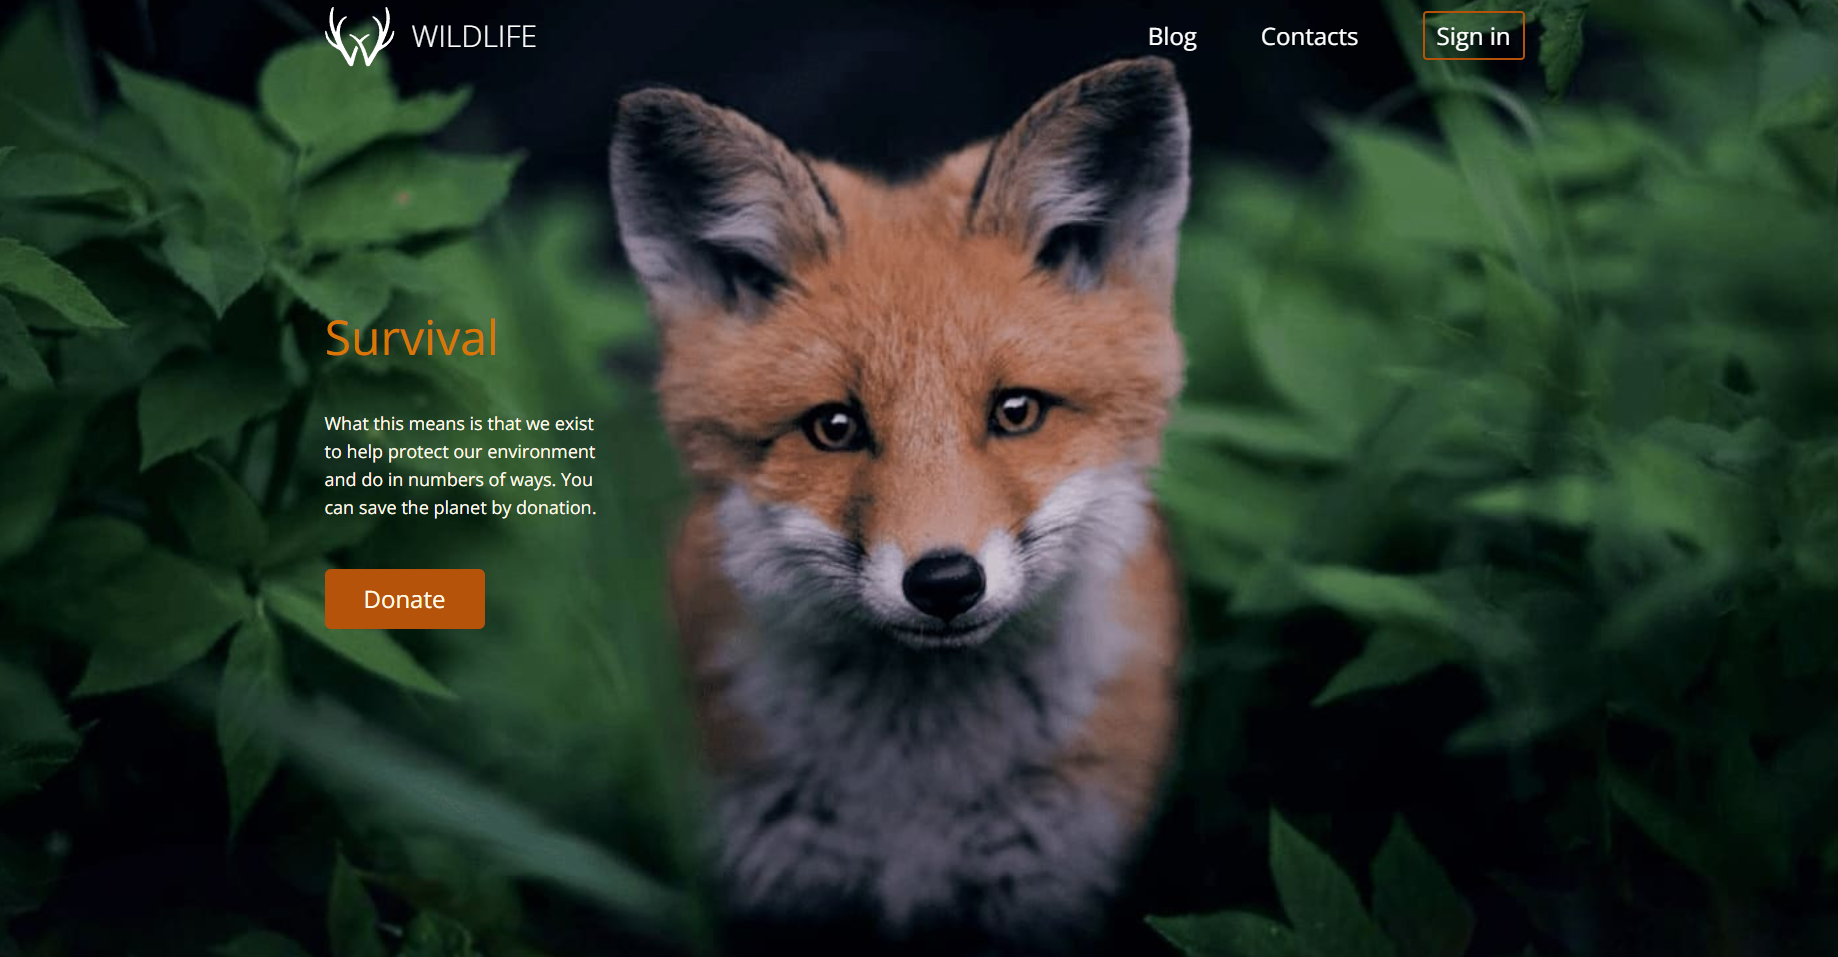 WILDLIFE
Blog
Contacts
Sign in
Survival
What this means is that we exist
to help protect our environment
and do in numbers of ways. You
can save the planet by donation.
Donate